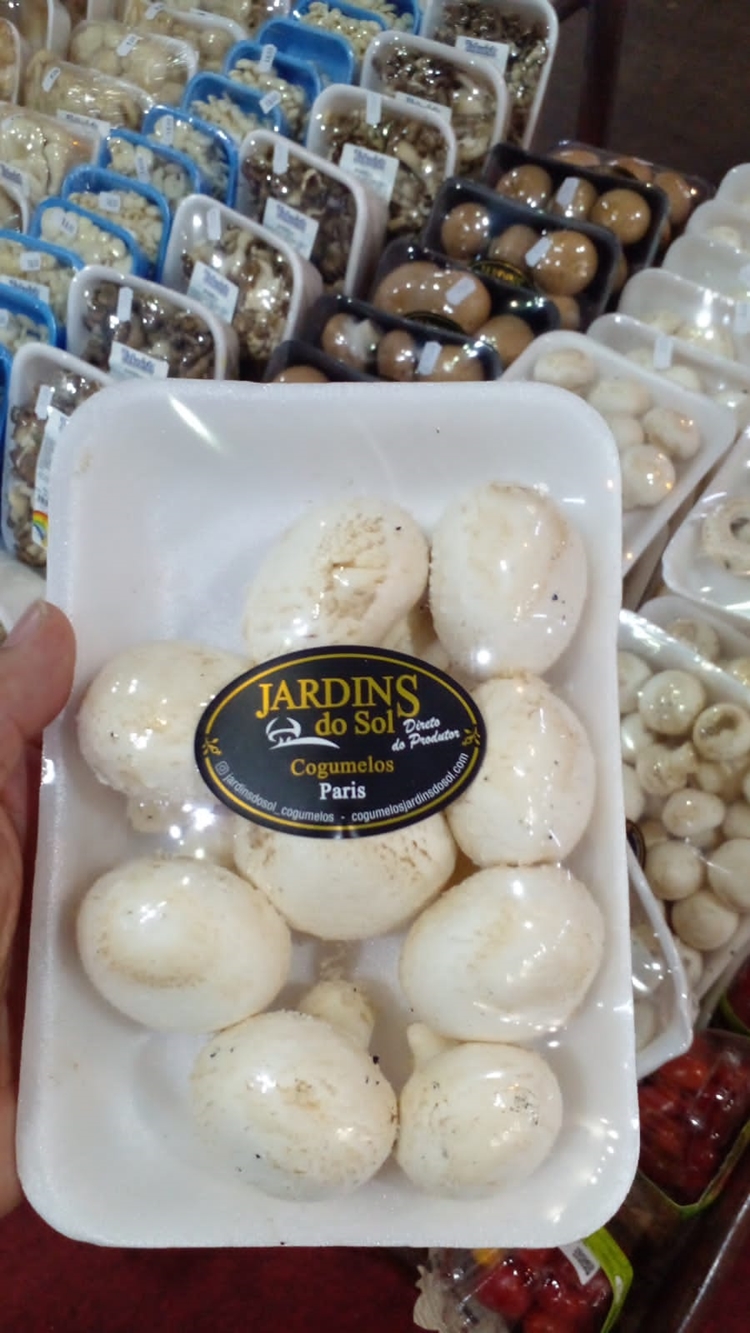 JARDINS
do Sol
Direto
do Produtor
Cogumelos
Paris
jardinsdosol_cogumelos - cogumelosjardinsdosol.com